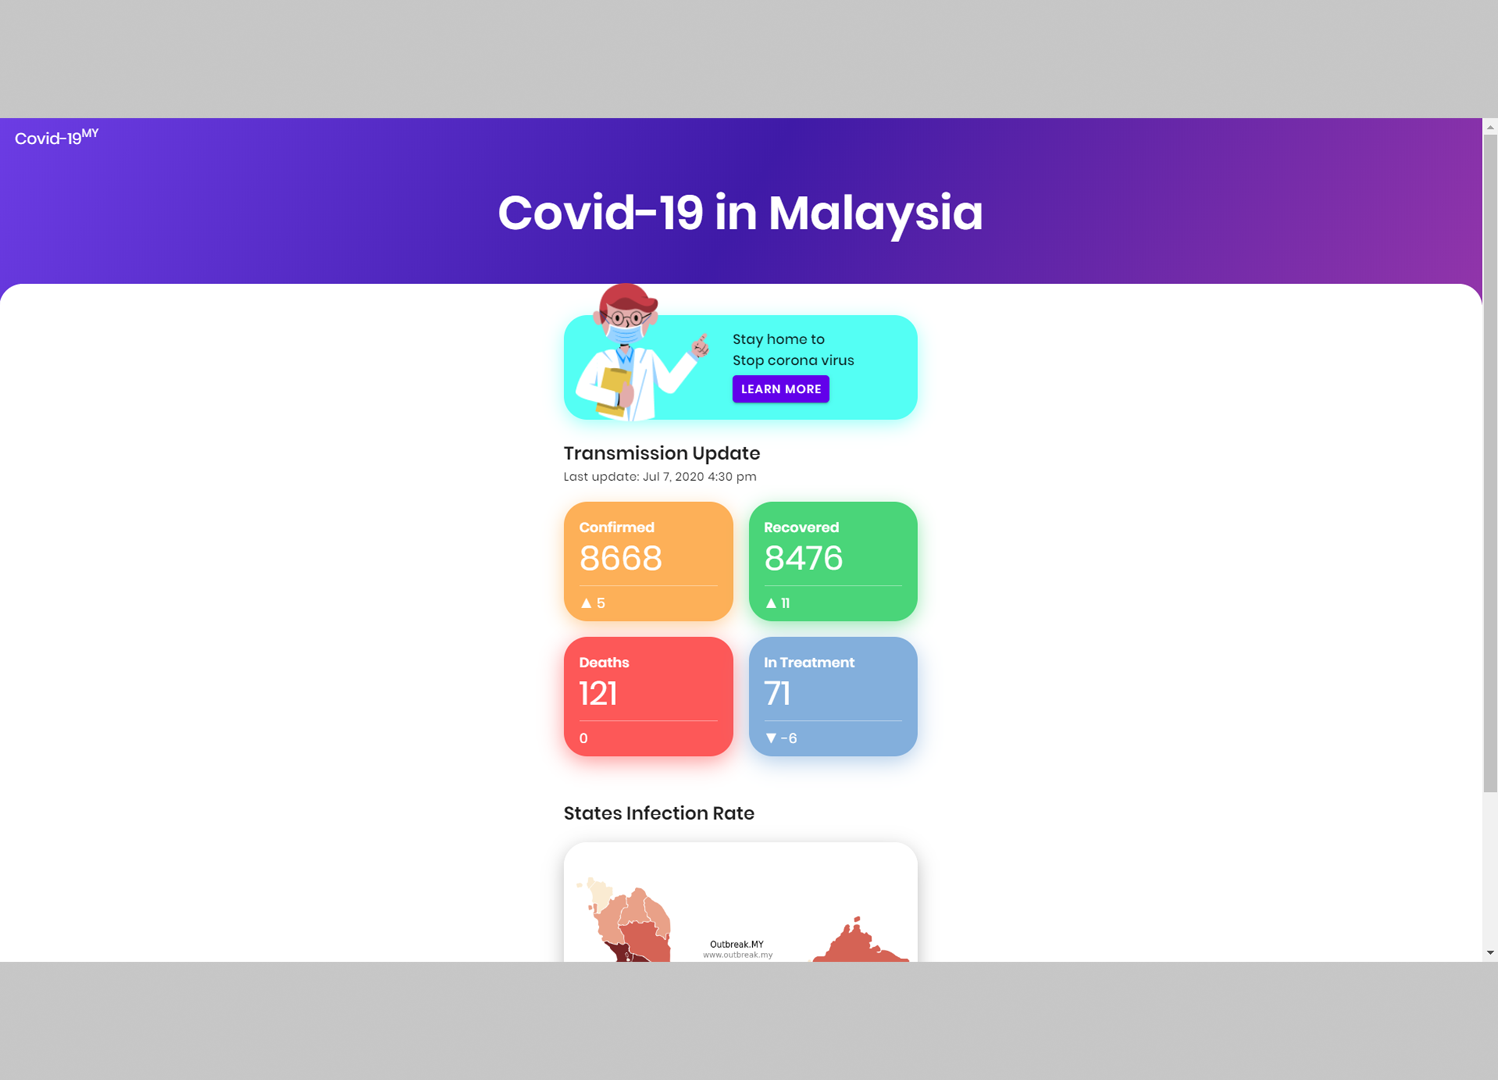 Covid-19MY
Covid-19 in Malaysia
Stay home to
Stop corona virus
LEARN MORE
Transmission Update
Last update: Jul 7, 2020 4:30 pm
Confirmed
8668
▲ 5
Recovered
8476
▲ 11
Deaths
121
0
In Treatment
71
▼ -6
States Infection Rate
Outbreak.MY
www.outbreak.my